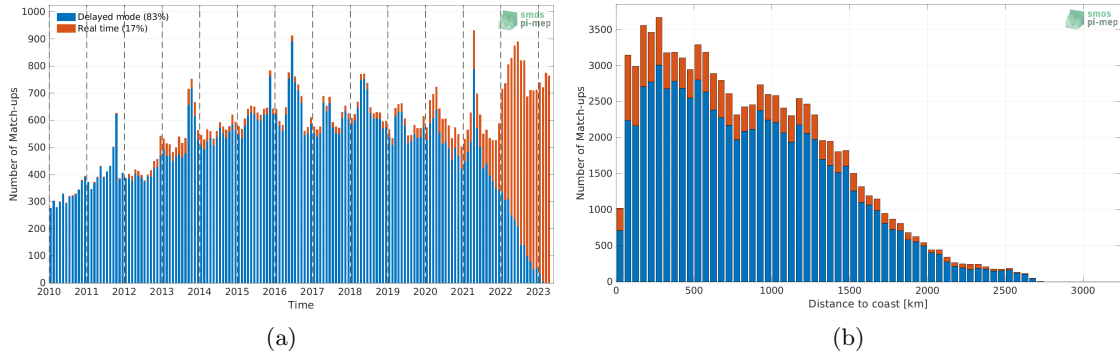 1000
900
800
700
600
500
400
300
200
100
0
Number of Match-ups
Delayed mode (83%)
Real time (17%)
smos
pi-mep
2010 2011 2012 2013 2014 2015 2016 2017 2018 2019 2020 2021 2022 2023
Time
(a)
3500
3000
2500
2000
1500
1000
500
0
Number of Match-ups
smos
pi-mep
0 500 1000 1500 2000 2500 3000
Distance to coast [km]
(b)